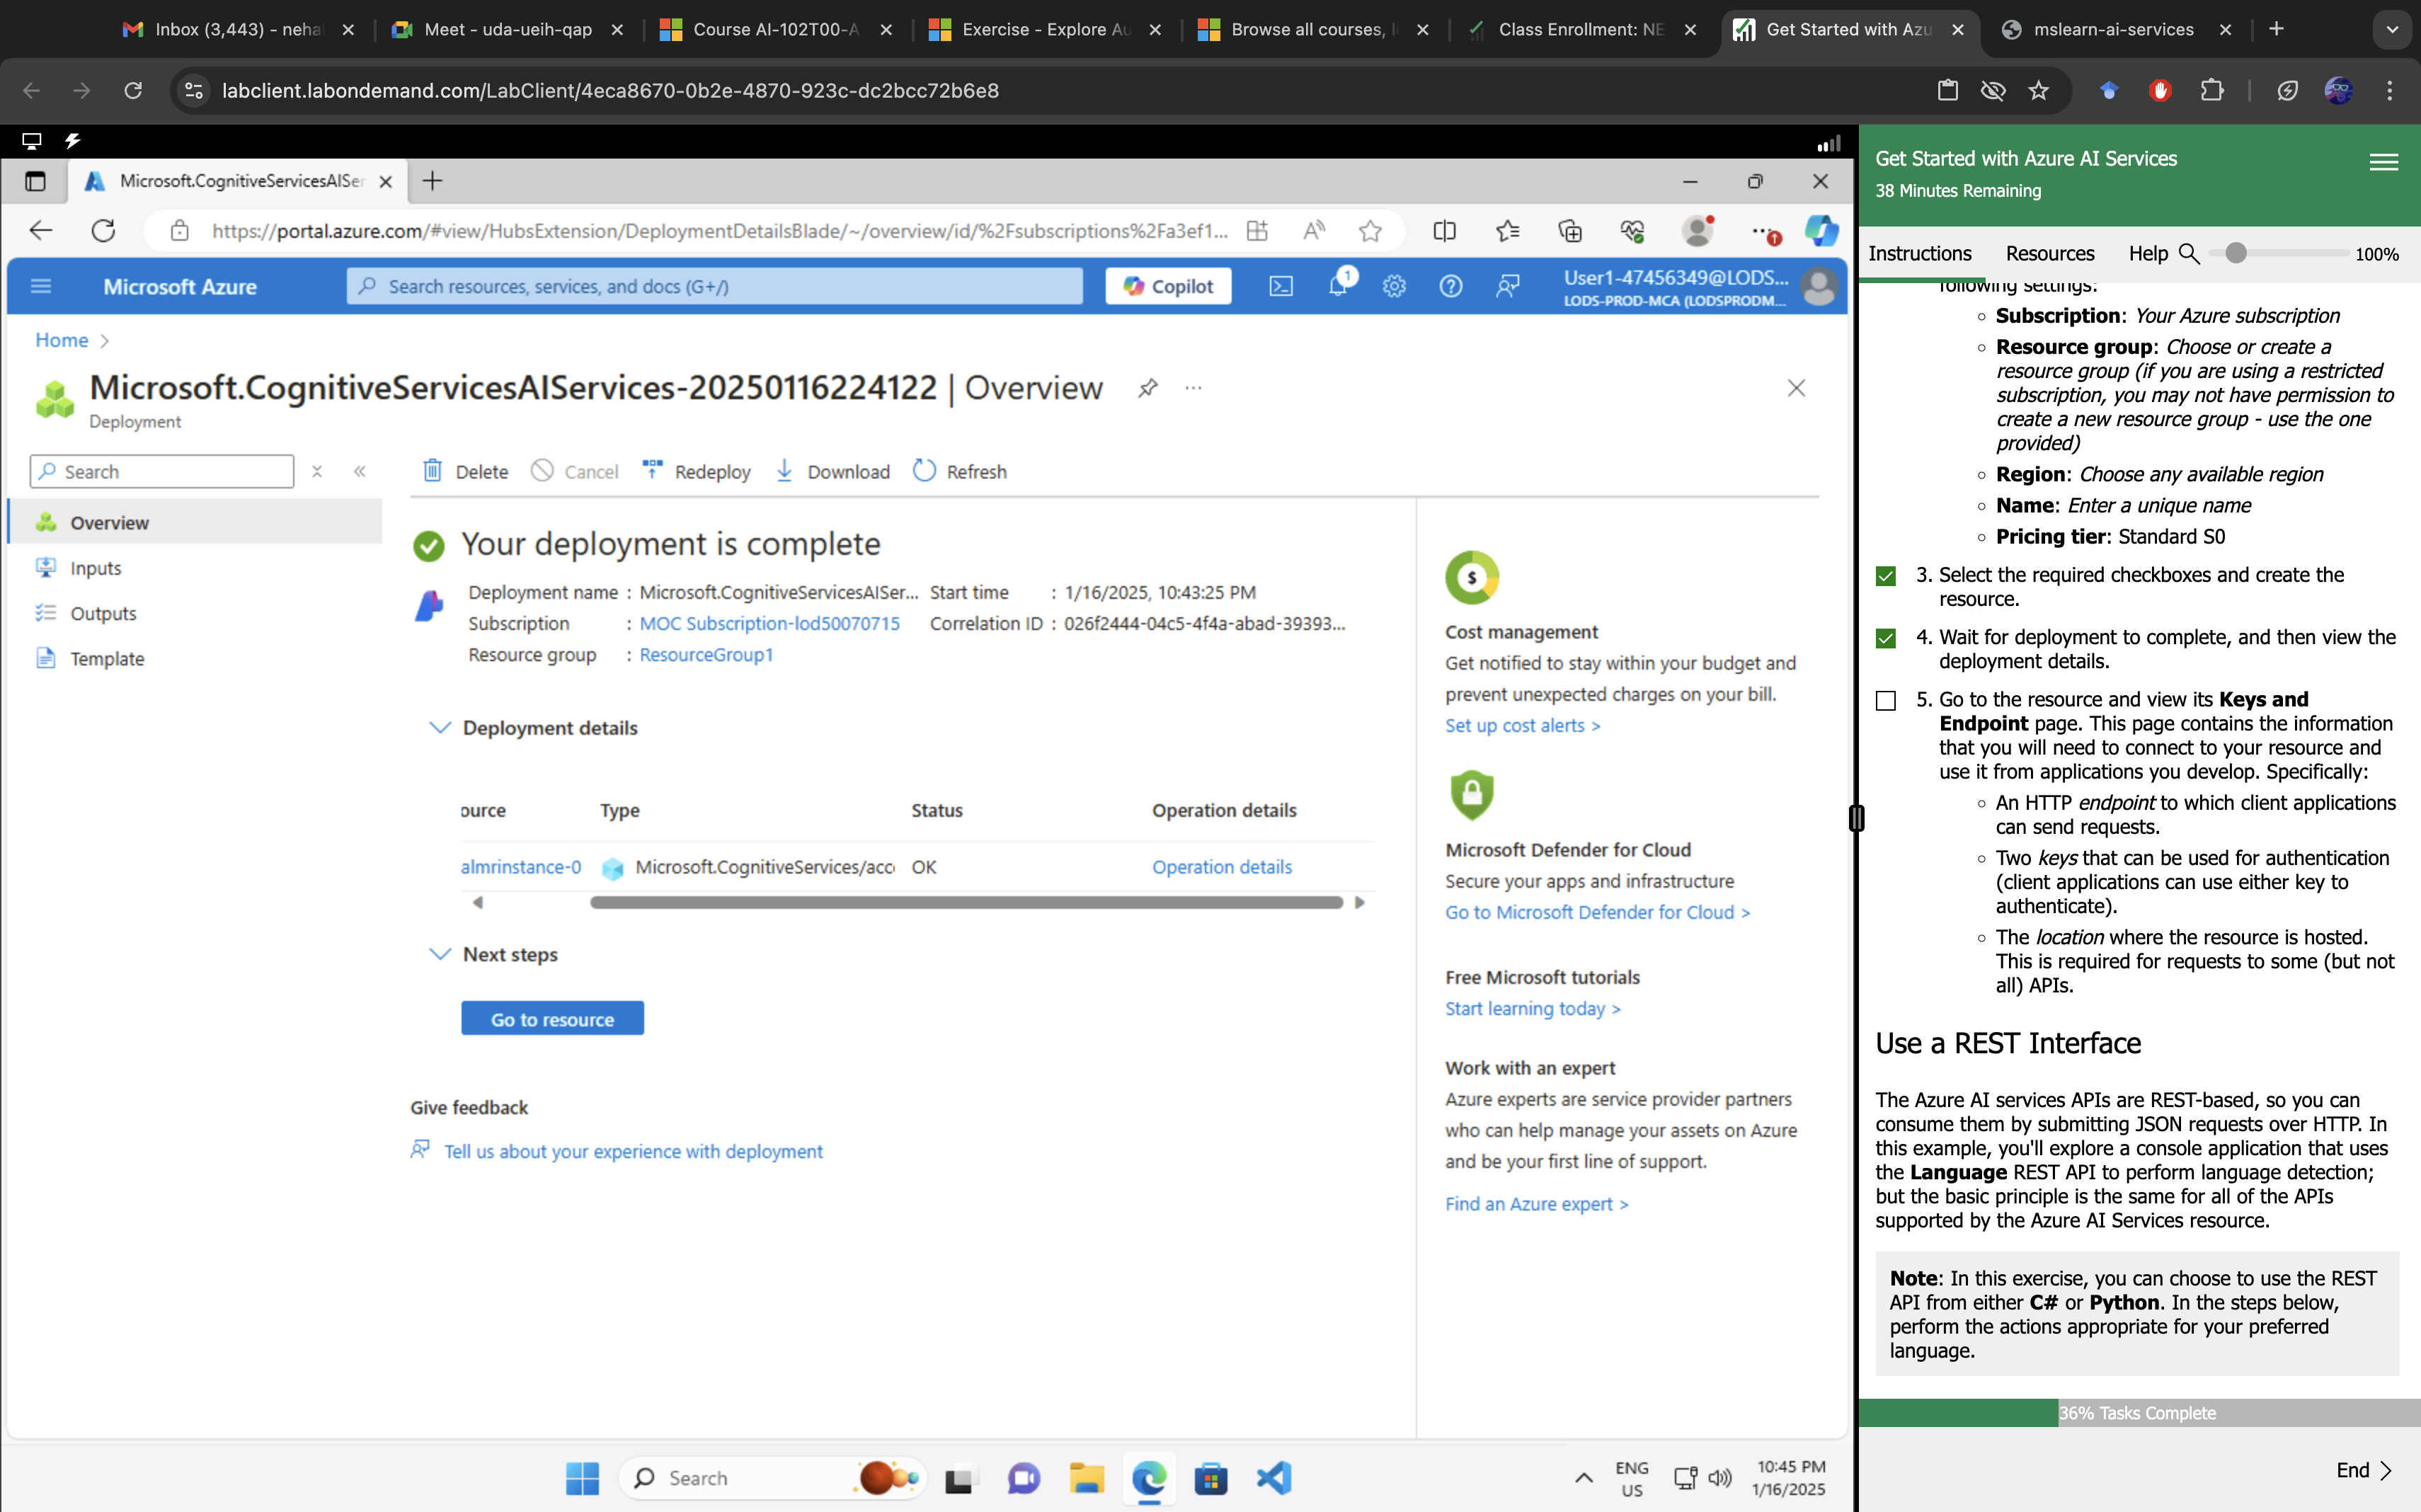 Inbox (3,443) - neha
Meet - uda-ueih-qap
Course AI-102T00-A
Exercise - Explore Au
Browse all courses, l
Class Enrollment: NE
Get Started with Azu
mslearn-ai-services
labclient.labondemand.com/LabClient/4eca8670-0b2e-4870-923c-dc2bcc72b6e8
Microsoft.CognitiveServicesAISer
https://portal.azure.com/#view/HubsExtension/DeploymentDetailsBlade/~/overview/id/%2Fsubscriptions%2Fa3ef1...
Microsoft Azure
Search resources, services, and docs (G+/)
Copilot
1
User1-47456349@LODS...
LODS-PROD-MCA (LODSPRODM...
Home >
Microsoft.CognitiveServicesAIServices-20250116224122 | Overview
Deployment
Search
Overview
Inputs
Outputs
Template
Delete
Cancel
Redeploy
Download
Refresh
Your deployment is complete
Deployment name : Microsoft.CognitiveServicesAISer...
Subscription : MOC Subscription-lod50070715
Resource group : ResourceGroup1
Start time : 1/16/2025, 10:43:25 PM
Correlation ID : 026f2444-04c5-4f4a-abad-39393...
Deployment details
ource Type Status Operation details
almrinstance-0 Microsoft.CognitiveServices/acc OK Operation details
Next steps
Go to resource
Give feedback
Tell us about your experience with deployment
$
Cost management
Get notified to stay within your budget and
prevent unexpected charges on your bill.
Set up cost alerts >
Microsoft Defender for Cloud
Secure your apps and infrastructure
Go to Microsoft Defender for Cloud >
Free Microsoft tutorials
Start learning today >
Work with an expert
Azure experts are service provider partners
who can help manage your assets on Azure
and be your first line of support.
Find an Azure expert >
Search
ENG
US
10:45 PM
1/16/2025
Get Started with Azure AI Services
38 Minutes Remaining
Instructions
Resources
Help
100%
following settings:
Subscription: Your Azure subscription
Resource group: Choose or create a
resource group (if you are using a restricted
subscription, you may not have permission to
create a new resource group - use the one
provided)
Region: Choose any available region
Name: Enter a unique name
Pricing tier: Standard S0
3. Select the required checkboxes and create the
resource.
4. Wait for deployment to complete, and then view the
deployment details.
5. Go to the resource and view its Keys and
Endpoint page. This page contains the information
that you will need to connect to your resource and
use it from applications you develop. Specifically:
An HTTP endpoint to which client applications
can send requests.
Two keys that can be used for authentication
(client applications can use either key to
authenticate).
The location where the resource is hosted.
This is required for requests to some (but not
all) APIs.
Use a REST Interface
The Azure AI services APIs are REST-based, so you can
consume them by submitting JSON requests over HTTP. In
this example, you'll explore a console application that uses
the Language REST API to perform language detection;
but the basic principle is the same for all of the APIs
supported by the Azure AI Services resource.
Note: In this exercise, you can choose to use the REST
API from either C# or Python. In the steps below,
perform the actions appropriate for your preferred
language.
36% Tasks Complete
End >